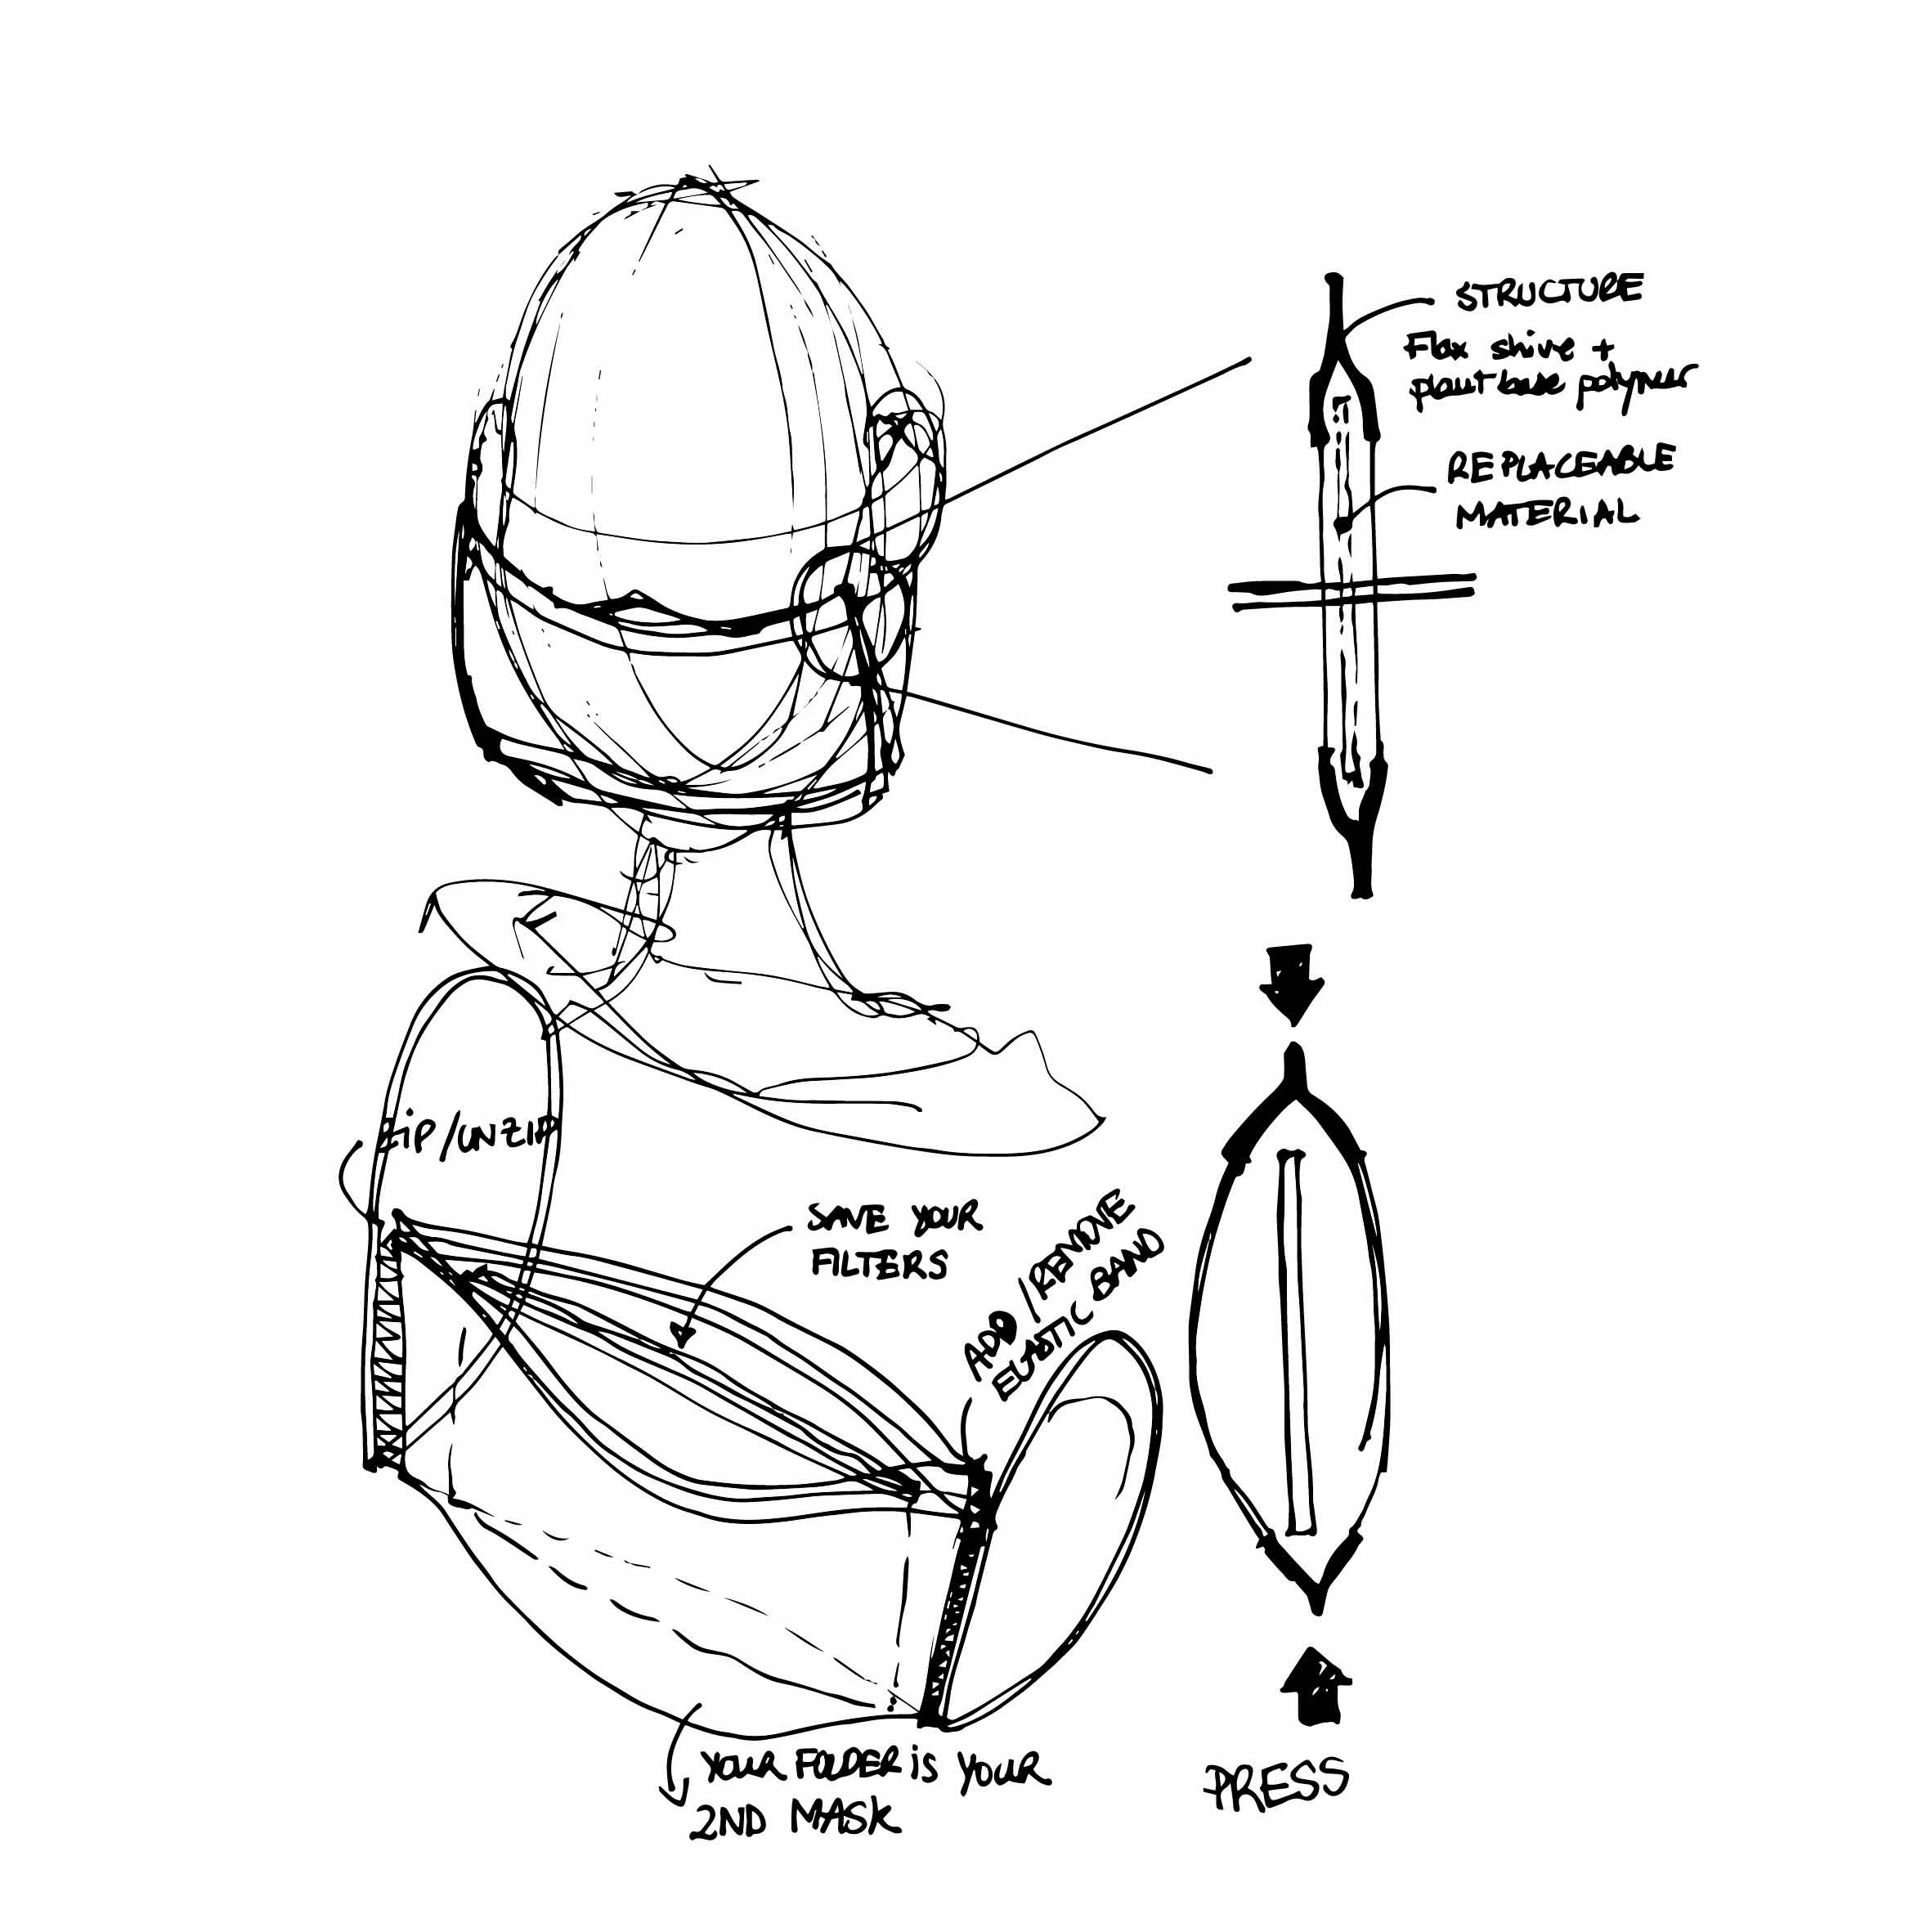 STRUCTURE
Flax shive +
plant base polymer
REPLACEABLE
MATERIAL
ZIP/UNZIP
SAVE YOUR
FILTERS
ADD / REMOVE
ELASTIC BAND
YOUR FODER is your
2ND MASK
PRESS